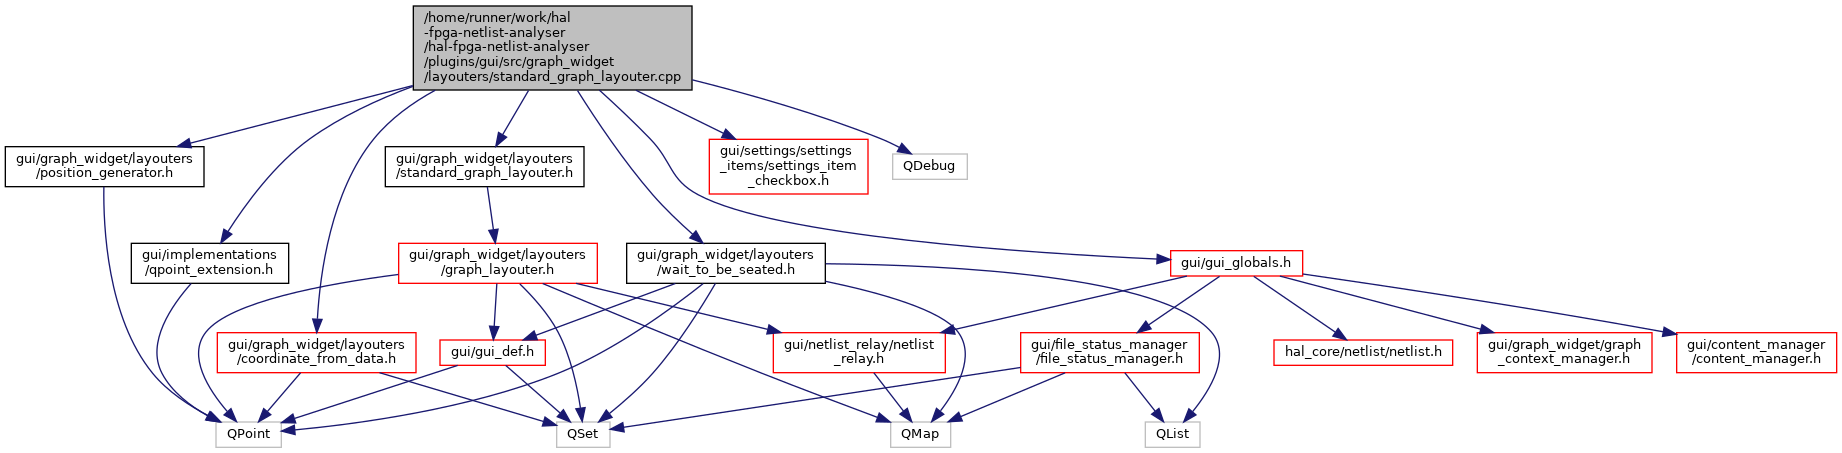 /home/runner/work/hal
-fpga-netlist-analyser
/hal-fpga-netlist-analyser
/plugins/gui/src/graph_widget
/layouters/standard_graph_layouter.cpp
gui/graph_widget/layouters
/position_generator.h
gui/graph_widget/layouters
/standard_graph_layouter.h
gui/settings/settings
_items/settings_item
_checkbox.h
QDebug
gui/implementations
/qpoint_extension.h
gui/graph_widget/layouters
/graph_layouter.h
gui/graph_widget/layouters
/wait_to_be_seated.h
gui/gui_globals.h
gui/graph_widget/layouters
/coordinate_from_data.h
gui/gui_def.h
gui/netlist_relay/netlist
_relay.h
gui/file_status_manager
/file_status_manager.h
hal_core/netlist/netlist.h
gui/graph_widget/graph
_context_manager.h
gui/content_manager
/content_manager.h
QPoint
QSet
QMap
QList